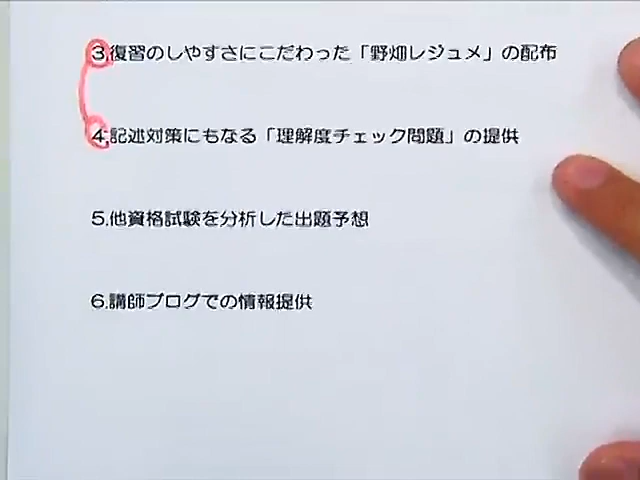 3.復習のしやすさにこだわった「野畑レジュメ」の配布
4.記述対策にもなる「理解度チェック問題」の提供
5.他資格試験を分析した出題予想
6.講師ブログでの情報提供